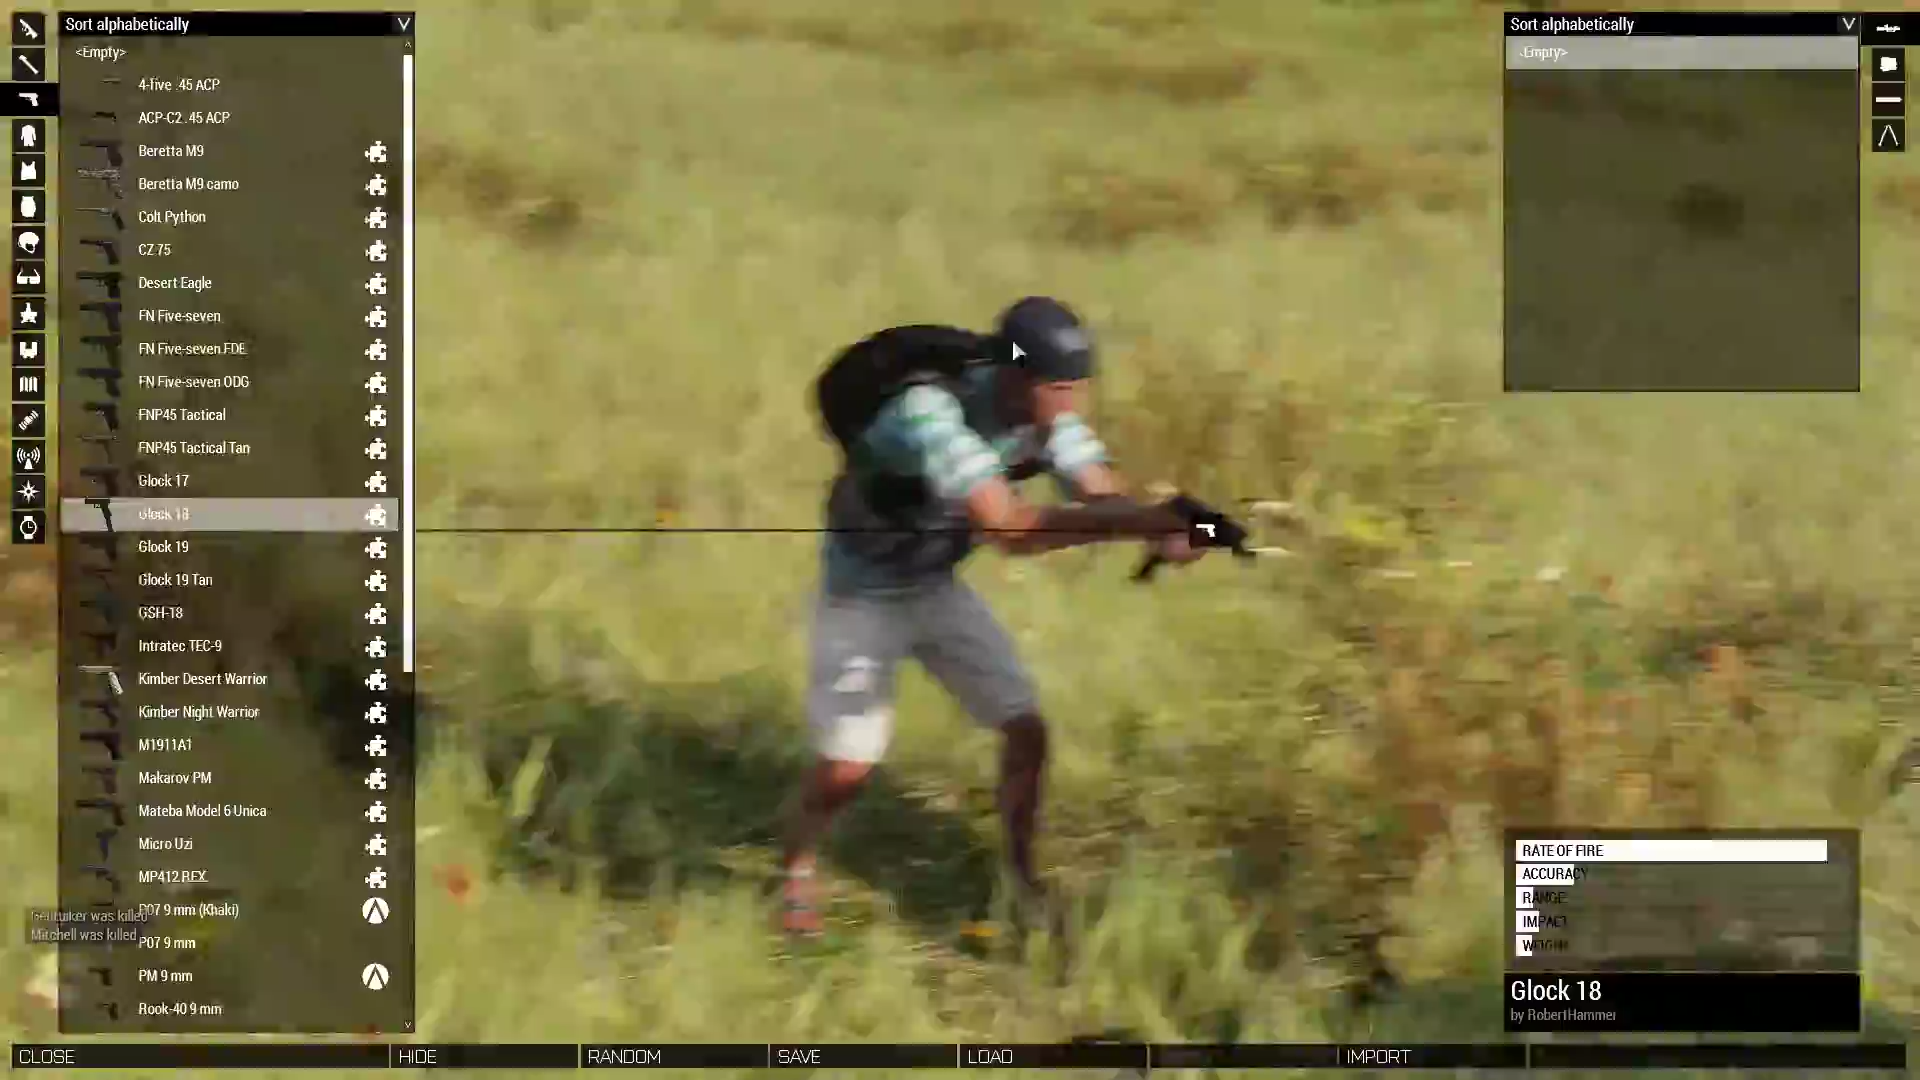 Sort alphabetically
<Empty>
4-five .45 ACP
ACP-C2 .45 ACP
Beretta M9
Beretta M9 camo
Colt Python
CZ 75
Desert Eagle
FN Five-seven
FN Five-seven FDE
FN Five-seven ODG
FNP45 Tactical
FNP45 Tactical Tan
Glock 17
Glock 18
Glock 19
Glock 19 Tan
GSH-18
Intratec TEC-9
Kimber Desert Warrior
Kimber Night Warrior
M1911A1
Makarov PM
Mateba Model 6 Unica
Micro Uzi
MP412 REX
P07 9 mm (Khaki)
was killed
Mitchell was killed
P07 9 mm
PM 9 mm
Rook-40 9 mm
Sort alphabetically
<Empty>
RATE OF FIRE
ACCURACY
RANGE
IMPACT
WEIGHT
Glock 18
by RobertHammer
CLOSE
HIDE
RANDOM
SAVE
LOAD
IMPORT